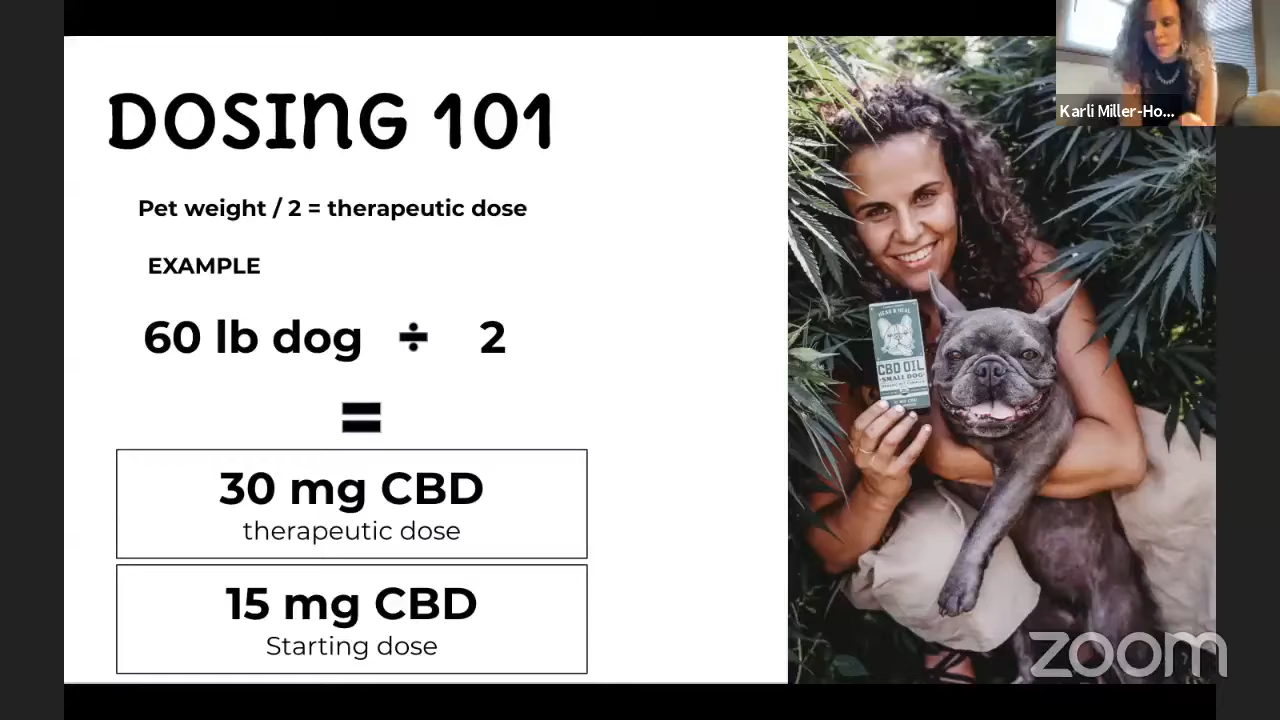 Karli Miller-Ho...
DOSING 101
Pet weight / 2 = therapeutic dose
EXAMPLE
60 lb dog ÷ 2
=
30 mg CBD
therapeutic dose
15 mg CBD
Starting dose
CBD OIL
SMALL DOG
zoom